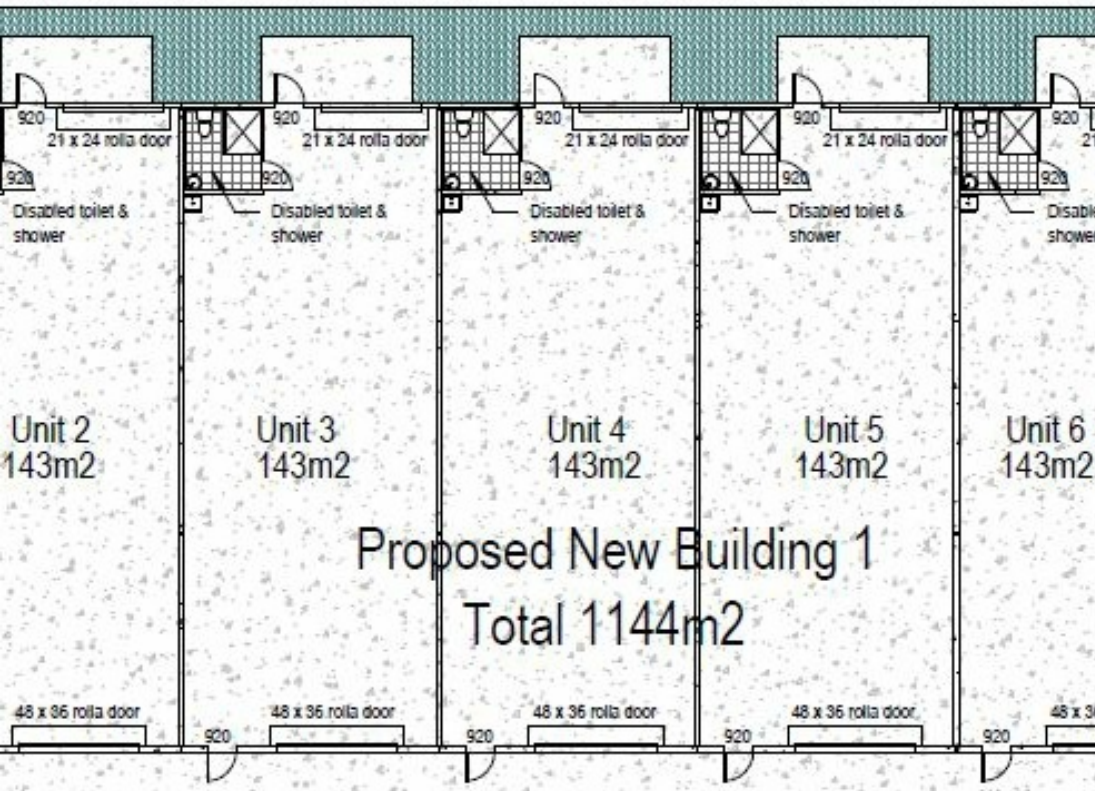 920 920 920 920 920
21 x 24 rolla door 21 x 24 rolla door 21 x 24 rolla door 21 x 24 rolla door 21
920 920 920 920 920
Disabled toilet &
shower
Disabled toilet &
shower
Disabled toilet &
shower
Disabled toilet &
shower
Unit 2
143m2
Unit 3
143m2
Unit 4
143m2
Unit 5
143m2
Unit 6
143m2
Proposed New Building 1
Total 1144m2
48 x 36 rolla door 48 x 36 rolla door 48 x 36 rolla door 48 x 36 rolla door
920 920 920 920